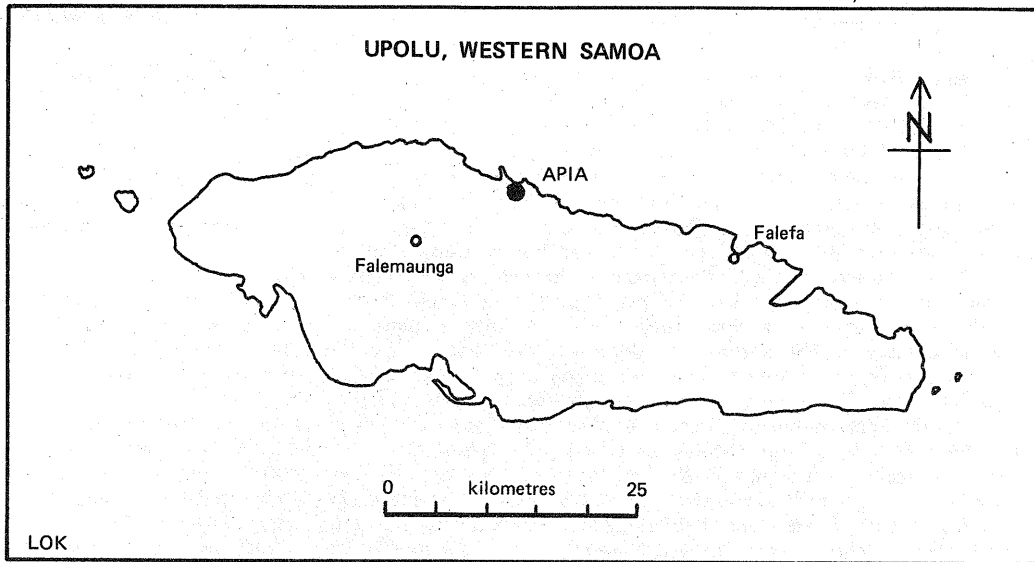 UPOLU, WESTERN SAMOA
N
APIA
Falefa
Falemaunga
0 kilometres 25
LOK